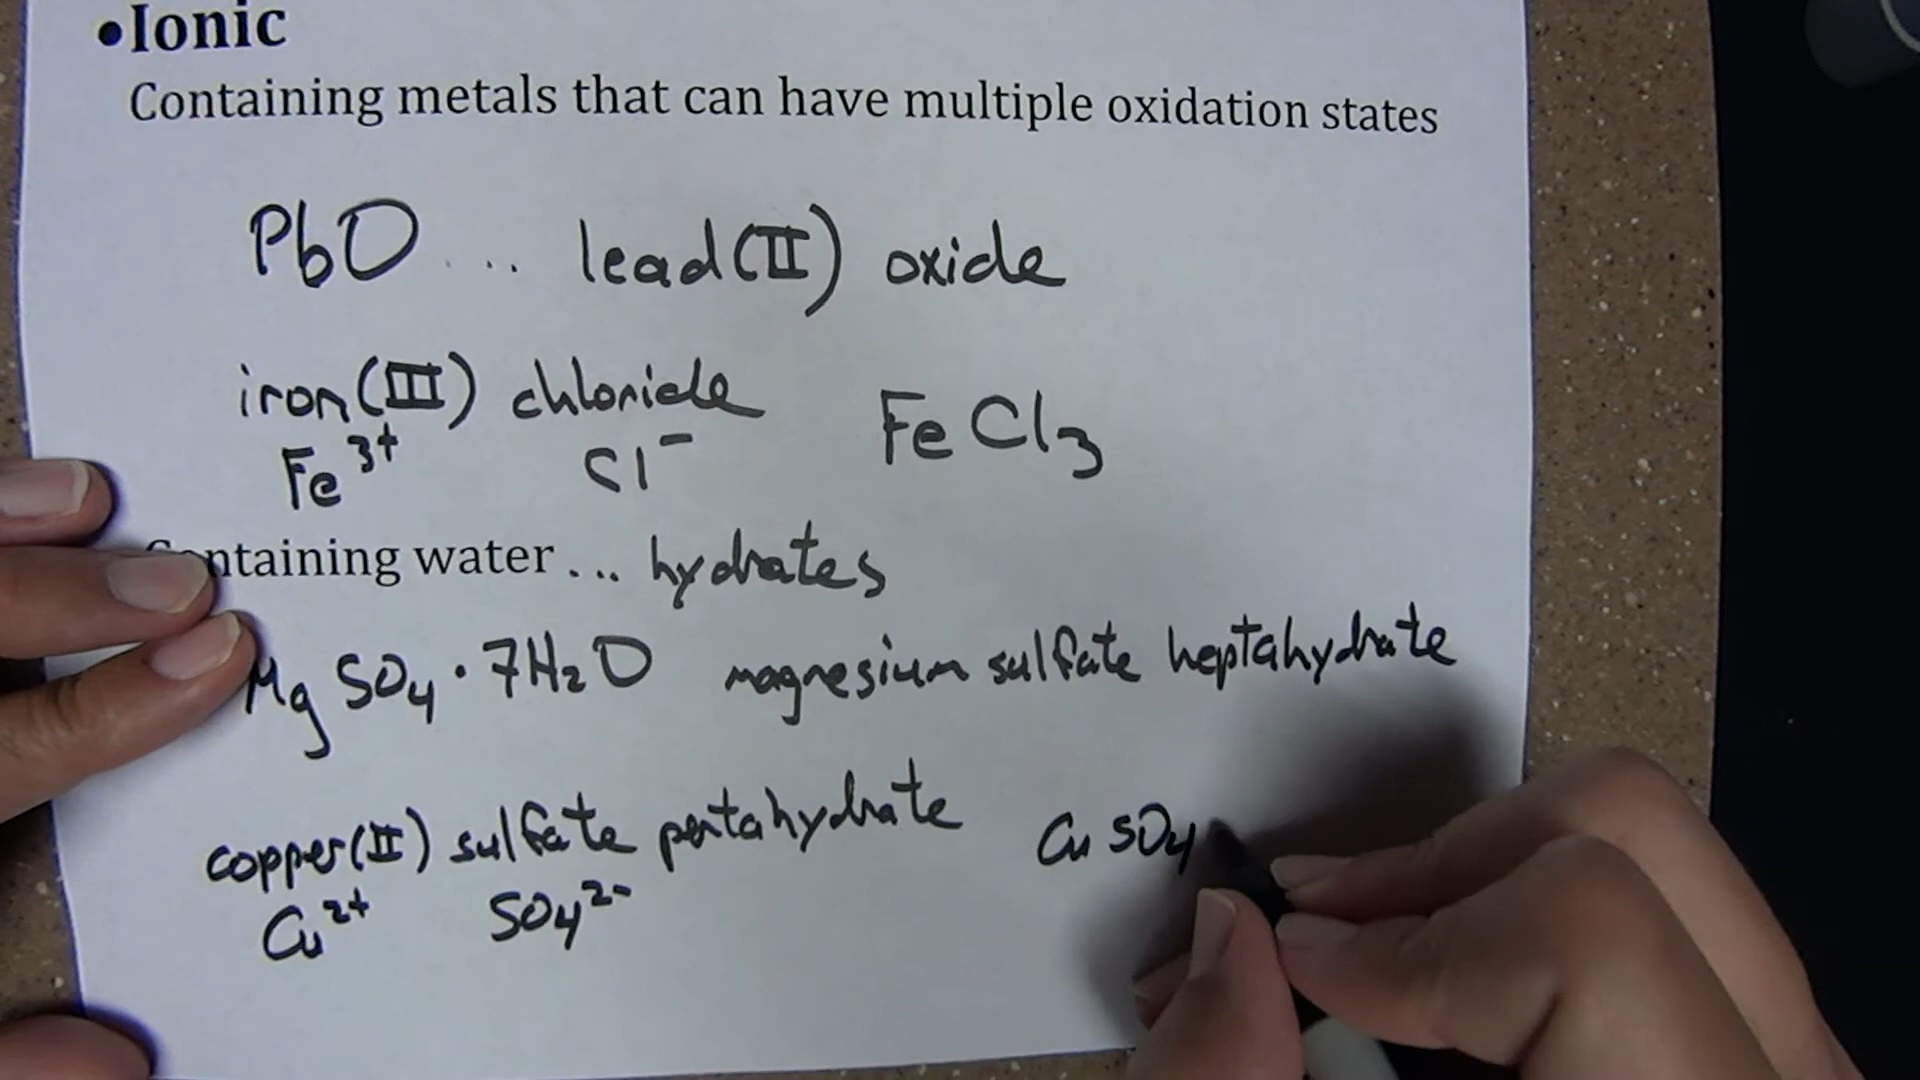 •Ionic
Containing metals that can have multiple oxidation states
PbO ... lead(II) oxide
iron(III) chloride FeCl3
Fe3+ Cl-
Containing water ... hydrates
MgSO4 · 7H2O magnesium sulfate heptahydrate
copper(II) sulfate pentahydrate CuSO4
Cu2+ SO42-